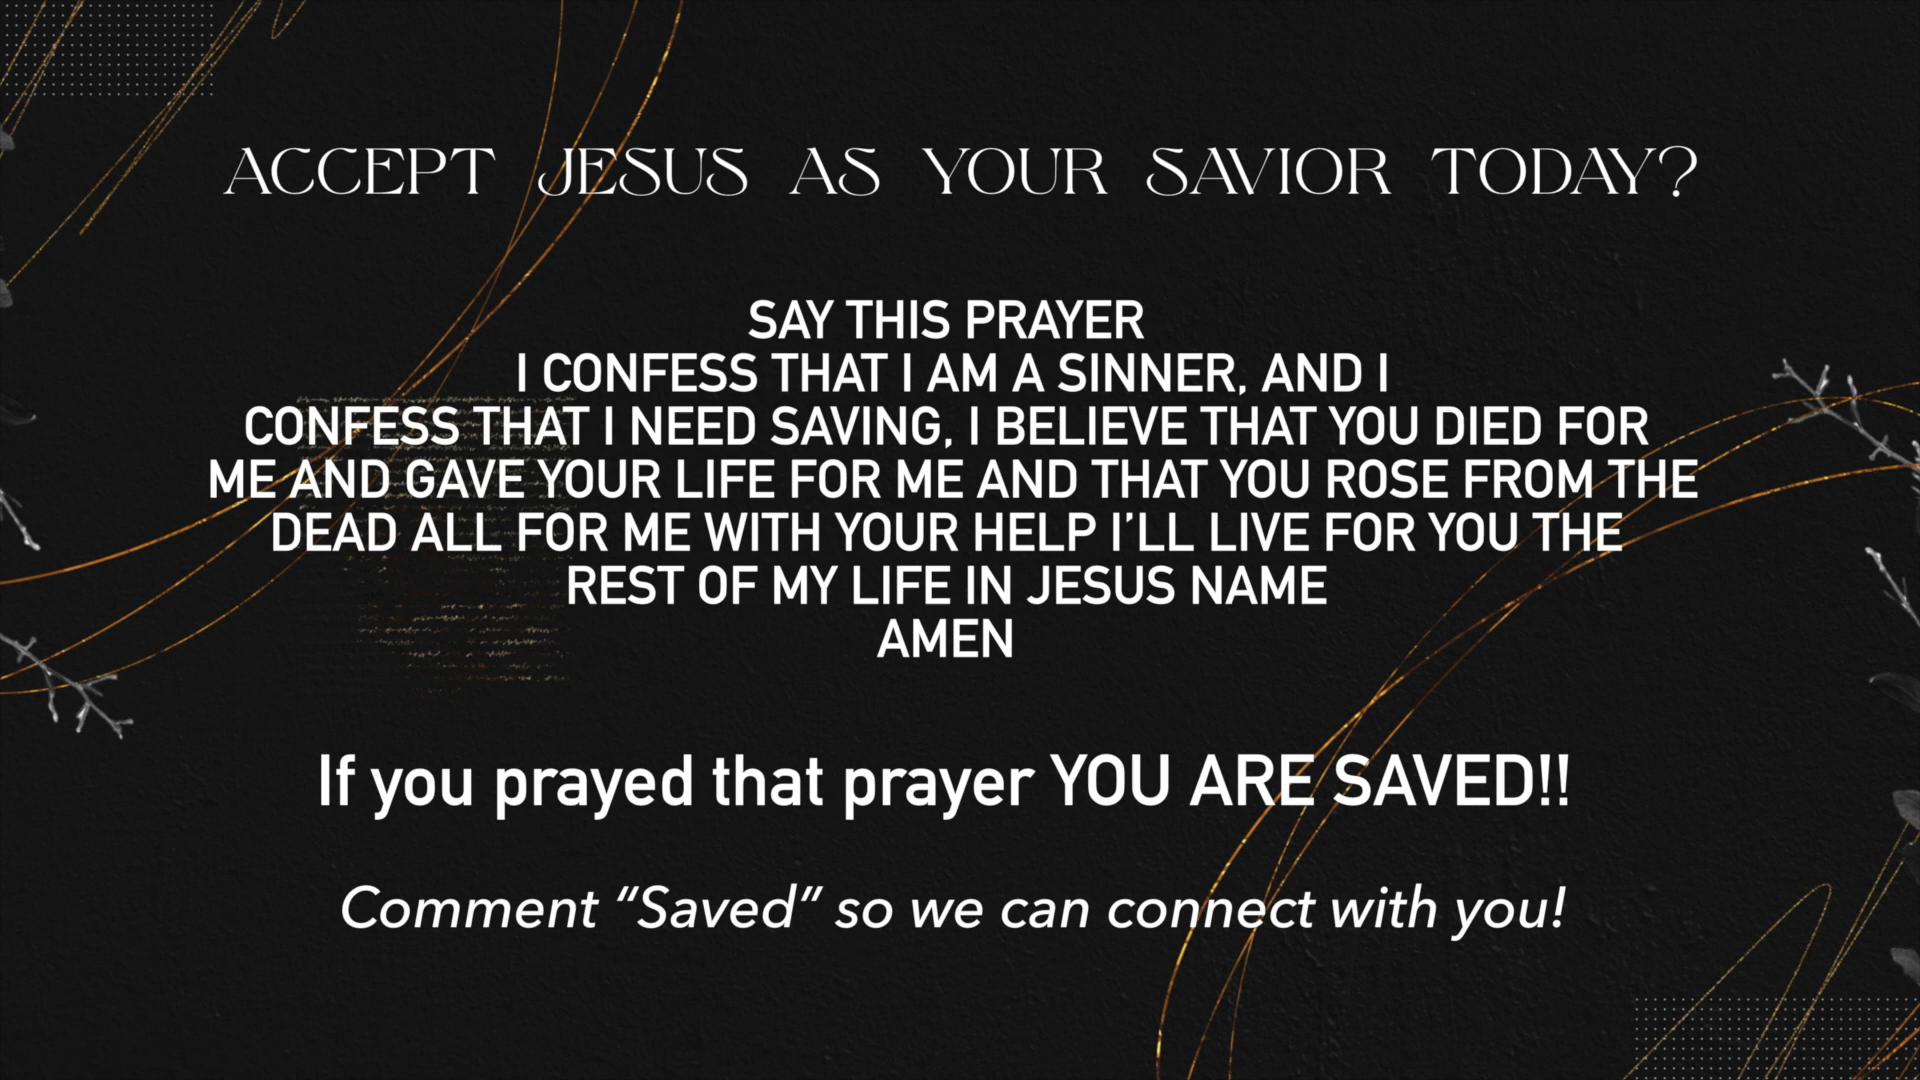 ACCEPT JESUS AS YOUR SAVIOR TODAY?
SAY THIS PRAYER
I CONFESS THAT I AM A SINNER, AND I
CONFESS THAT I NEED SAVING, I BELIEVE THAT YOU DIED FOR
ME AND GAVE YOUR LIFE FOR ME AND THAT YOU ROSE FROM THE
DEAD ALL FOR ME WITH YOUR HELP I’LL LIVE FOR YOU THE
REST OF MY LIFE IN JESUS NAME
AMEN
If you prayed that prayer YOU ARE SAVED!!
Comment “Saved” so we can connect with you!